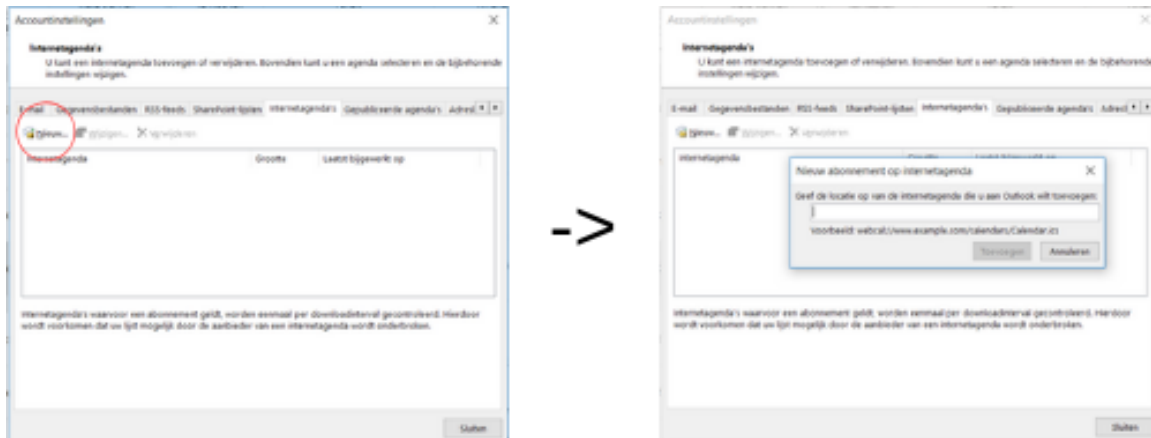 Accountinstellingen
Internetagenda's
U kunt een internetagenda toevoegen of verwijderen. Bovendien kunt u een agenda selecteren en de bijbehorende
instellingen wijzigen.
E-mail Gegevensbestanden RSS-feeds SharePoint-lijsten Internetagenda's Gepubliceerde agenda's Adresl
Nieuw... Wijzigen... Verwijderen
Internetagenda Grootte Laatst bijgewerkt op
Internetagenda's waarvoor een abonnement geldt, worden eenmaal per downloadinterval gecontroleerd. Hierdoor
wordt voorkomen dat uw lijst mogelijk door de aanbieder van een internetagenda wordt onderbroken.
Sluiten
->
Accountinstellingen
Internetagenda's
U kunt een internetagenda toevoegen of verwijderen. Bovendien kunt u een agenda selecteren en de bijbehorende
instellingen wijzigen.
E-mail Gegevensbestanden RSS-feeds SharePoint-lijsten Internetagenda's Gepubliceerde agenda's Adresl
Nieuw... Wijzigen... Verwijderen
Internetagenda Grootte Laatst bijgewerkt op
Nieuw abonnement op internetagenda
Geef de locatie op van de internetagenda die u aan Outlook wilt toevoegen:
Voorbeeld: webcal://www.example.com/calendars/Calendar.ics
Toevoegen Annuleren
Internetagenda's waarvoor een abonnement geldt, worden eenmaal per downloadinterval gecontroleerd. Hierdoor
wordt voorkomen dat uw lijst mogelijk door de aanbieder van een internetagenda wordt onderbroken.
Sluiten